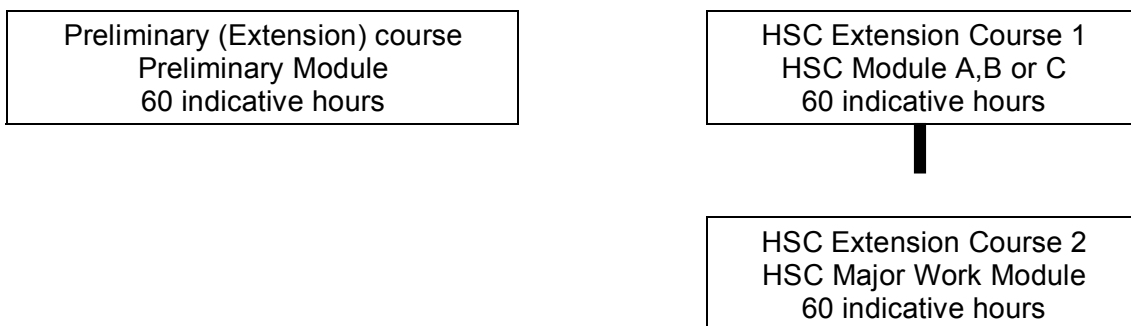 Preliminary (Extension) course
Preliminary Module
60 indicative hours
HSC Extension Course 1
HSC Module A,B or C
60 indicative hours
HSC Extension Course 2
HSC Major Work Module
60 indicative hours